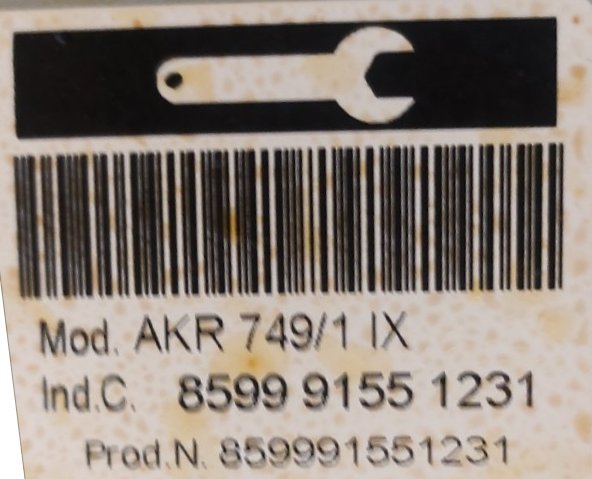 Mod. AKR 749/1 IX
Ind.C. 8599 9155 1231
Prod.N. 859991551231